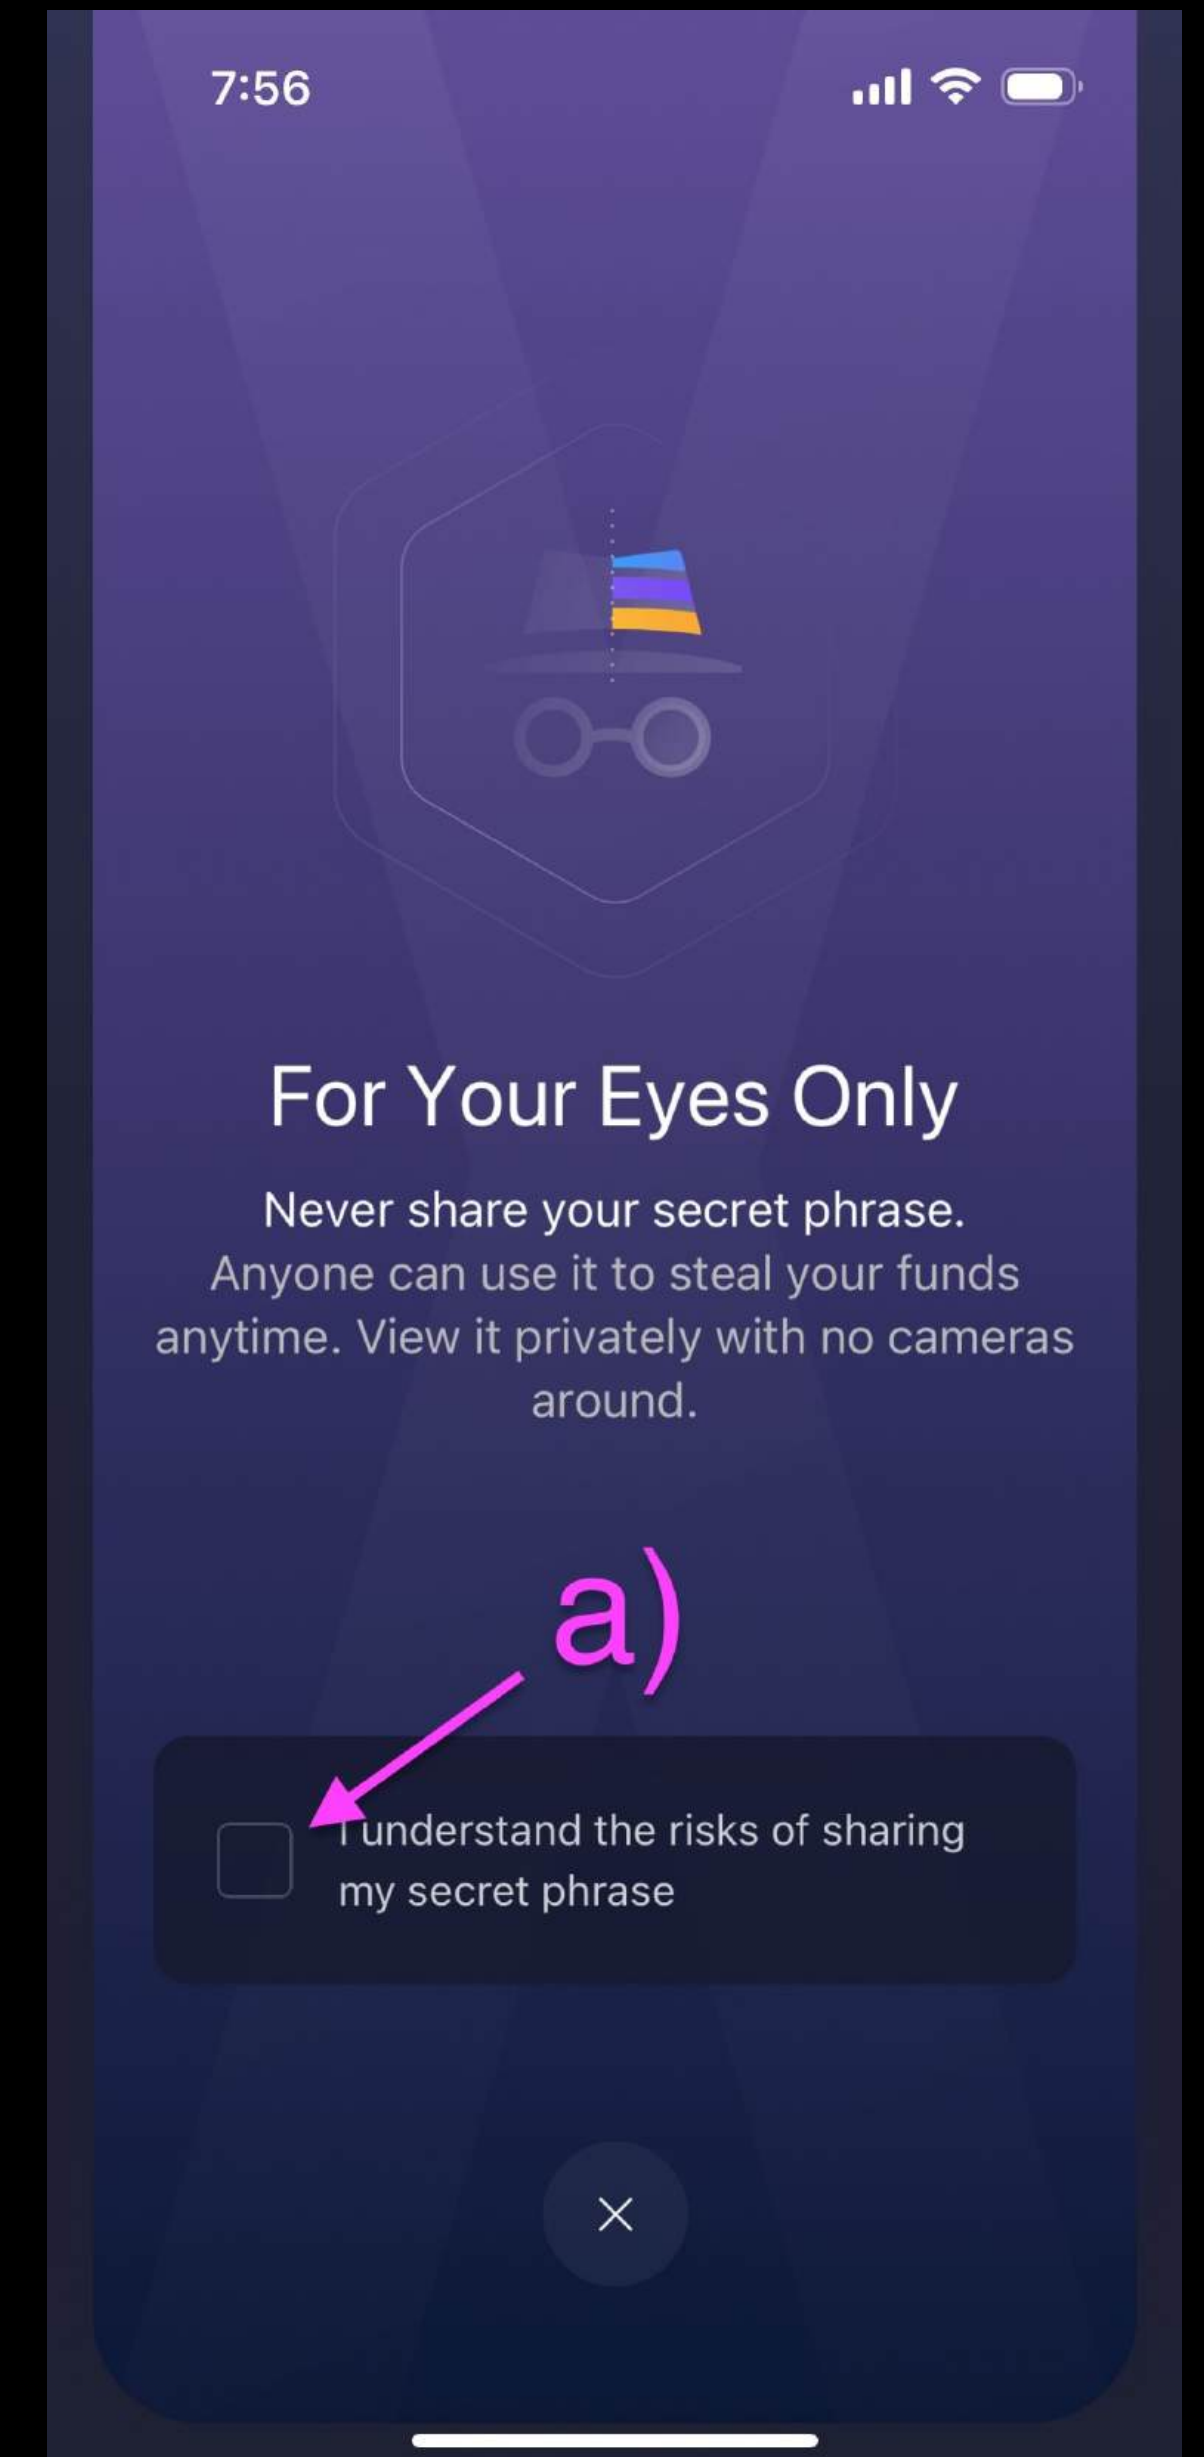 7:56
For Your Eyes Only
Never share your secret phrase.
Anyone can use it to steal your funds
anytime. View it privately with no cameras
around.
a)
I understand the risks of sharing
my secret phrase